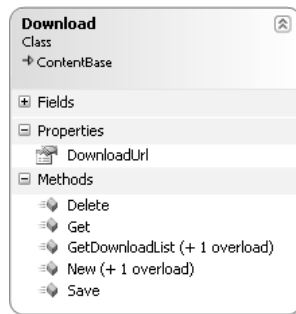 Download
Class
ContentBase
Fields
Properties
DownloadUrl
Methods
Delete
Get
GetDownloadList (+ 1 overload)
New (+ 1 overload)
Save